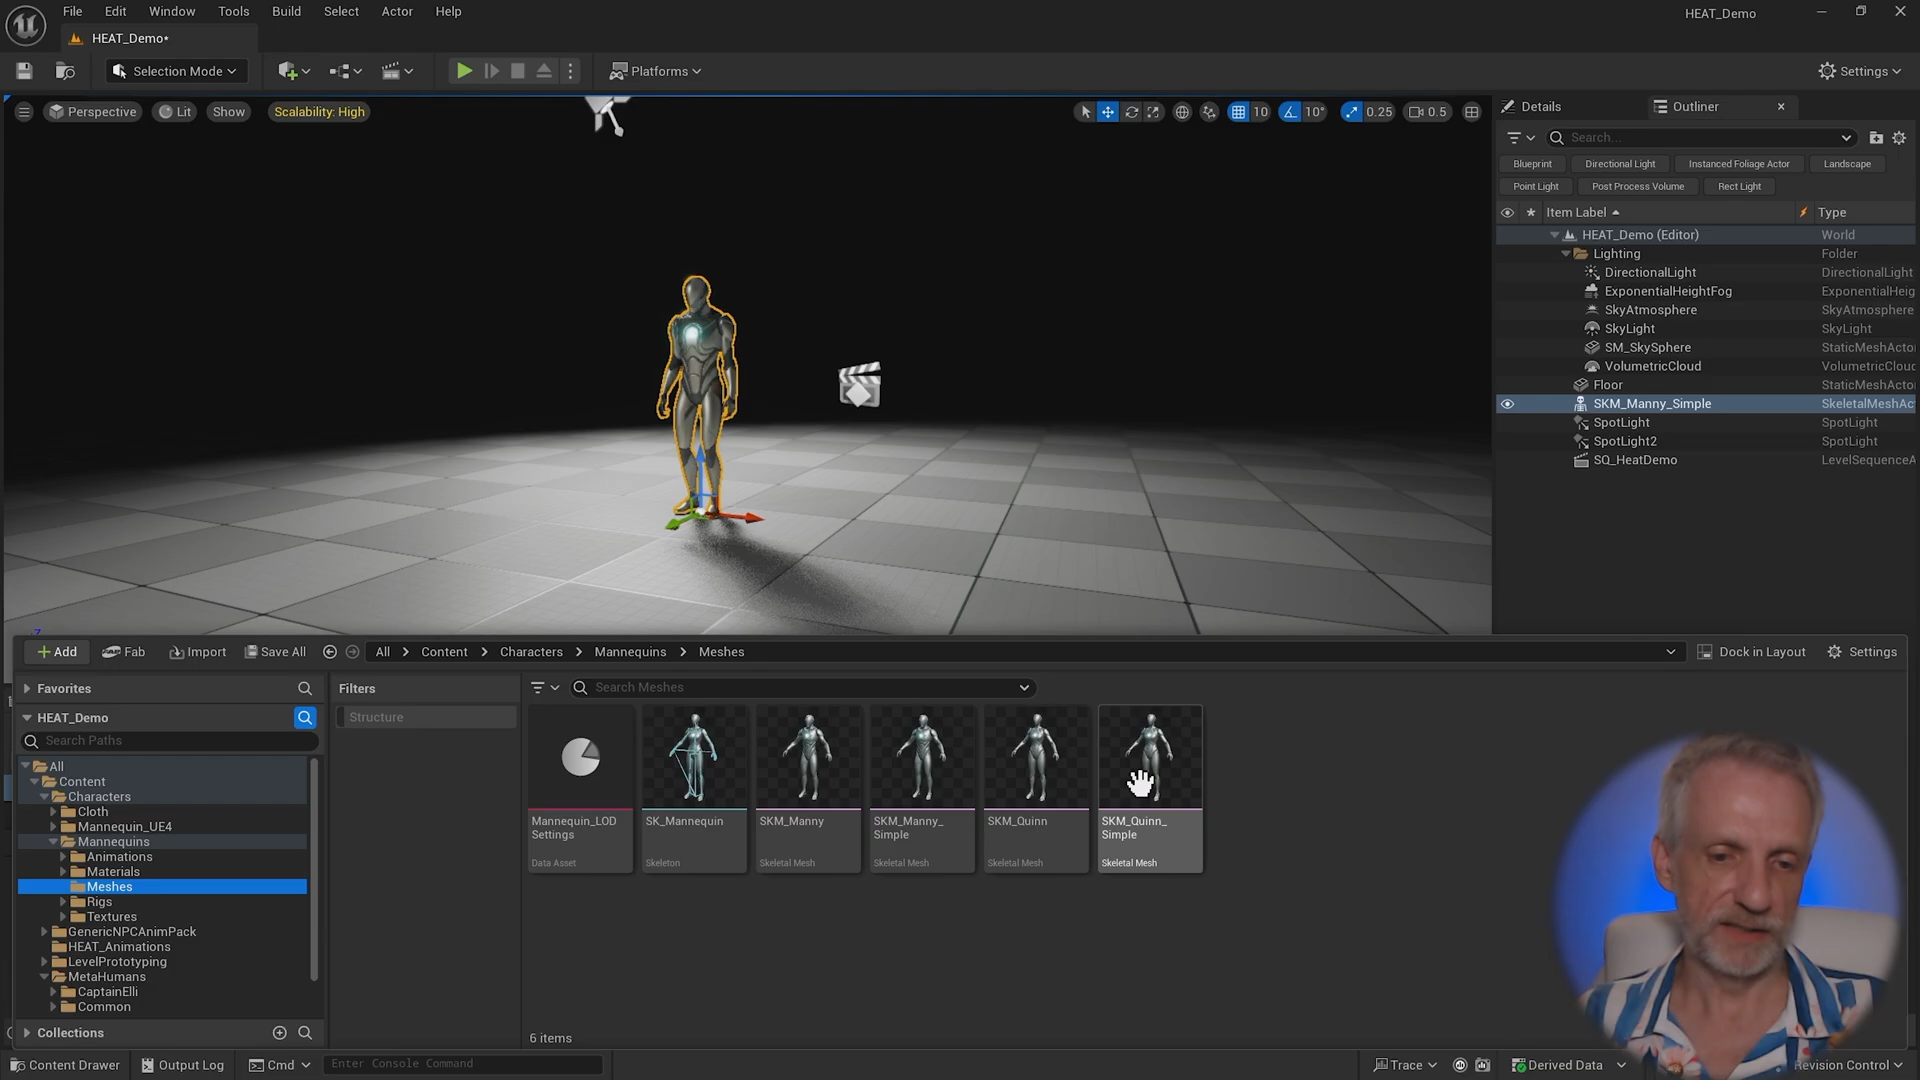 File Edit Window Tools Build Select Actor Help
HEAT_Demo
HEAT_Demo*
Selection Mode
Platforms
Settings
Perspective
Lit
Show
Scalability: High
10
10°
0.25
0.5
Details
Outliner
Search...
Blueprint
Directional Light
Instanced Foliage Actor
Landscape
Point Light
Post Process Volume
Rect Light
Item Label
Type
HEAT_Demo (Editor) World
Lighting Folder
DirectionalLight DirectionalLight
ExponentialHeightFog ExponentialHeig
SkyAtmosphere SkyAtmosphere
SkyLight SkyLight
SM_SkySphere StaticMeshActo
VolumetricCloud VolumetricCloud
Floor StaticMeshActo
SKM_Manny_Simple SkeletalMeshAc
SpotLight SpotLight
SpotLight2 SpotLight
SQ_HeatDemo LevelSequenceA
Add
Fab
Import
Save All
All
Content
Characters
Mannequins
Meshes
Dock in Layout
Settings
Favorites
HEAT_Demo
Search Paths
All
Content
Characters
Cloth
Mannequin_UE4
Mannequins
Animations
Materials
Meshes
Rigs
Textures
GenericNPCAnimPack
HEAT_Animations
LevelPrototyping
MetaHumans
CaptainElli
Common
Collections
Filters
Structure
Search Meshes
Mannequin_LOD
Settings
Data Asset
SK_Mannequin
Skeleton
SKM_Manny
Skeletal Mesh
SKM_Manny_
Simple
Skeletal Mesh
SKM_Quinn
Skeletal Mesh
SKM_Quinn_
Simple
Skeletal Mesh
6 items
Content Drawer
Output Log
Cmd
Enter Console Command
Trace
Derived Data
Revision Control